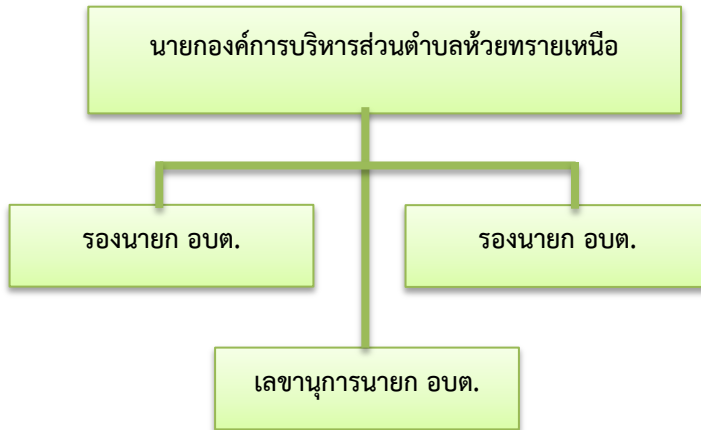 นายกองค์การบริหารส่วนตำบลห้วยทรายเหนือ
รองนายก อบต.
รองนายก อบต.
เลขานุการนายก อบต.